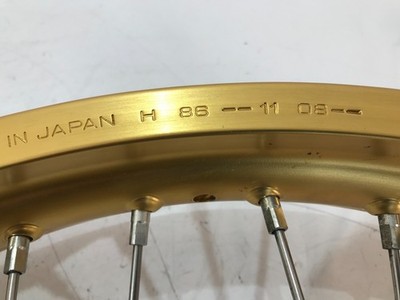 IN JAPAN H 86 -- 11 08 --